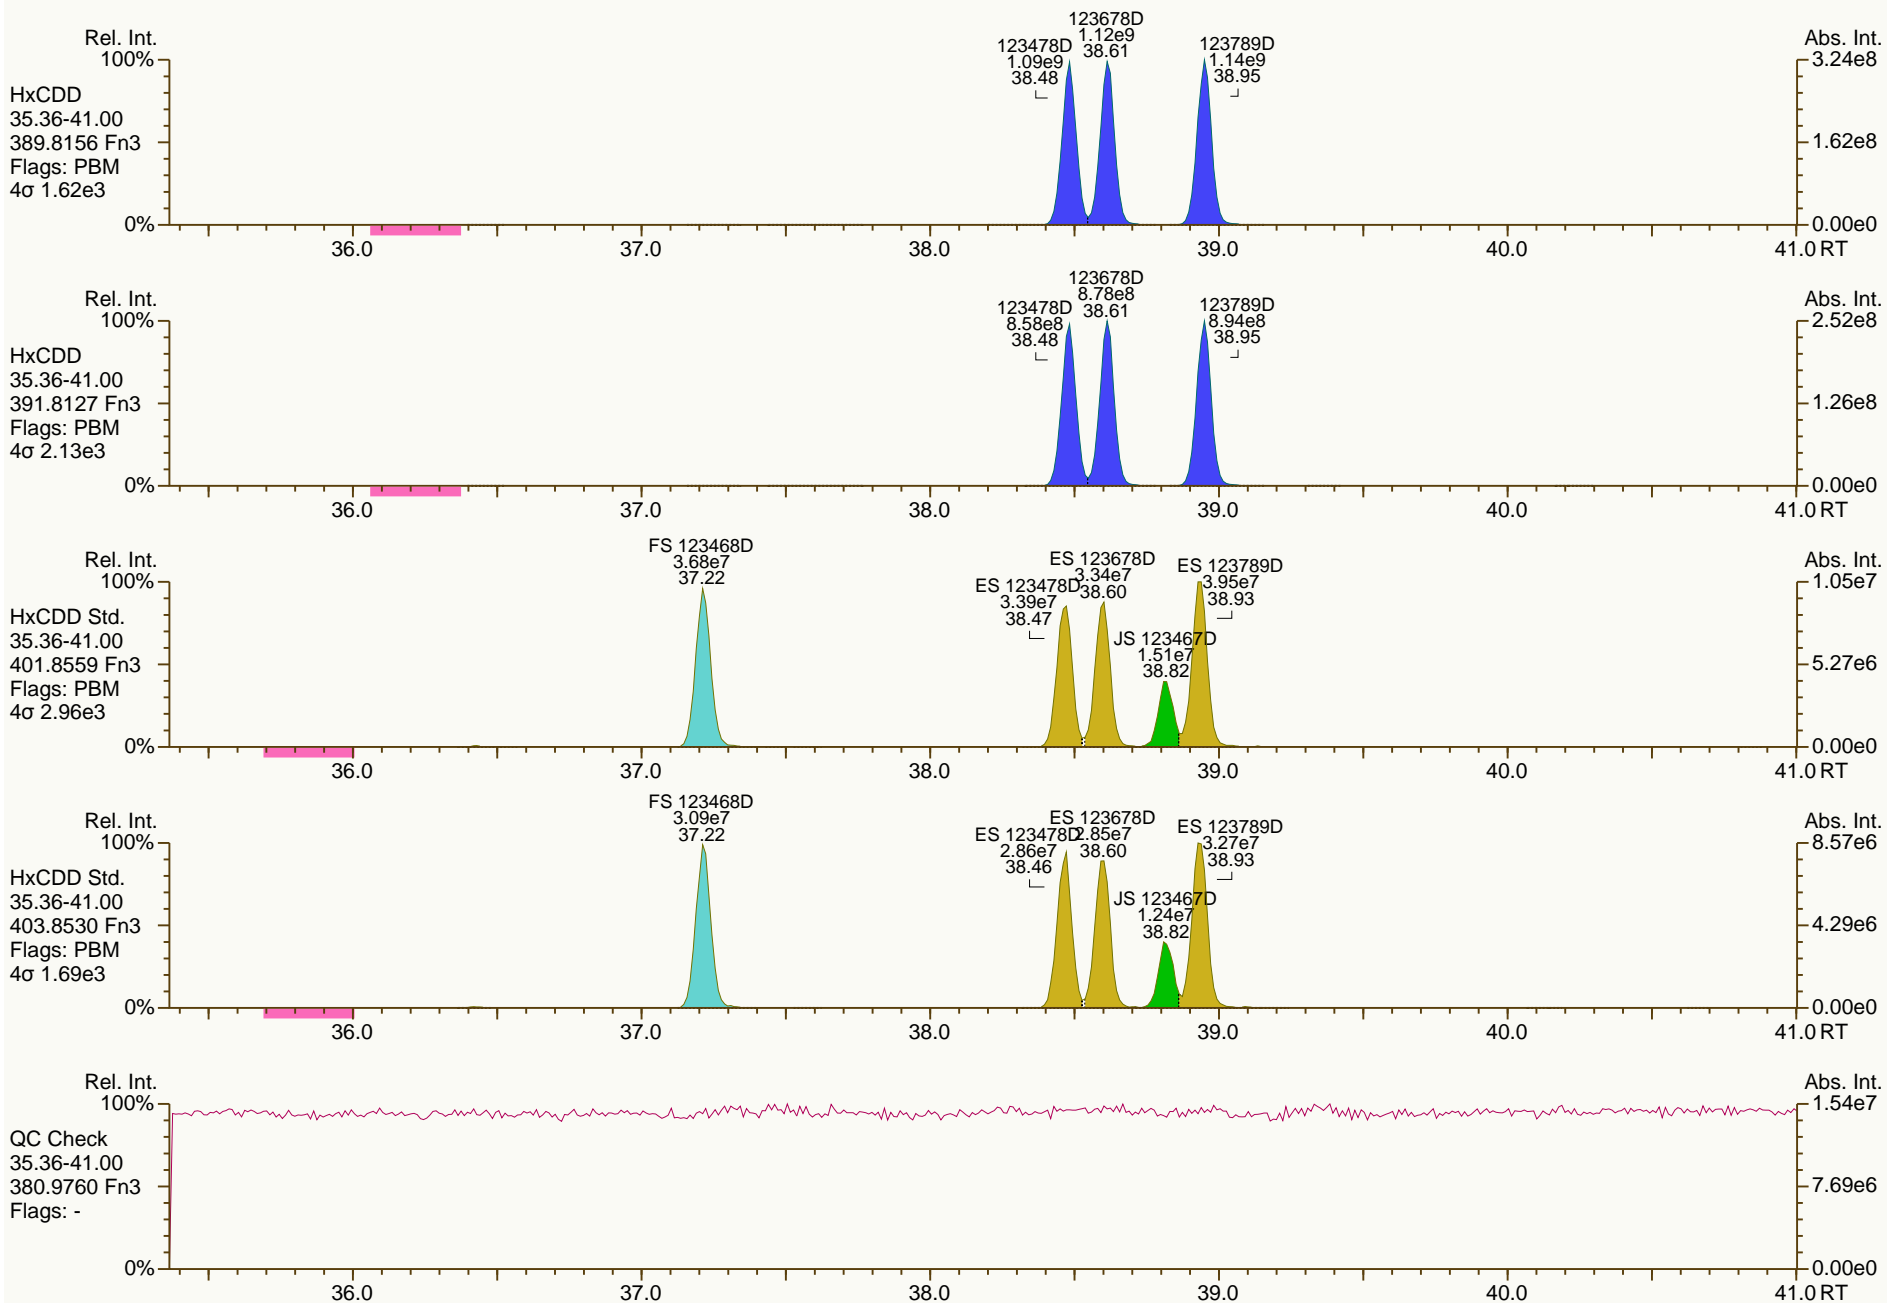 Rel. Int.
100%
0%
HxCDD
35.36-41.00
389.8156 Fn3
Flags: PBM
4σ 1.62e3
123478D
1.09e9
38.48
123678D
1.12e9
38.61
123789D
1.14e9
38.95
Abs. Int.
3.24e8
1.62e8
0.00e0
36.0 37.0 38.0 39.0 40.0 41.0 RT
Rel. Int.
100%
0%
HxCDD
35.36-41.00
391.8127 Fn3
Flags: PBM
4σ 2.13e3
123478D
8.58e8
38.48
123678D
8.78e8
38.61
123789D
8.94e8
38.95
Abs. Int.
2.52e8
1.26e8
0.00e0
36.0 37.0 38.0 39.0 40.0 41.0 RT
Rel. Int.
100%
0%
HxCDD Std.
35.36-41.00
401.8559 Fn3
Flags: PBM
4σ 2.96e3
FS 123468D
3.68e7
37.22
ES 123478D
3.39e7
38.47
ES 123678D
3.34e7
38.60
JS 123467D
1.51e7
38.82
ES 123789D
3.95e7
38.93
Abs. Int.
1.05e7
5.27e6
0.00e0
36.0 37.0 38.0 39.0 40.0 41.0 RT
Rel. Int.
100%
0%
HxCDD Std.
35.36-41.00
403.8530 Fn3
Flags: PBM
4σ 1.69e3
FS 123468D
3.09e7
37.22
ES 123478D
2.86e7
38.46
ES 123678D
2.85e7
38.60
JS 123467D
1.24e7
38.82
ES 123789D
3.27e7
38.93
Abs. Int.
8.57e6
4.29e6
0.00e0
36.0 37.0 38.0 39.0 40.0 41.0 RT
Rel. Int.
100%
0%
QC Check
35.36-41.00
380.9760 Fn3
Flags: -
Abs. Int.
1.54e7
7.69e6
0.00e0
36.0 37.0 38.0 39.0 40.0 41.0 RT